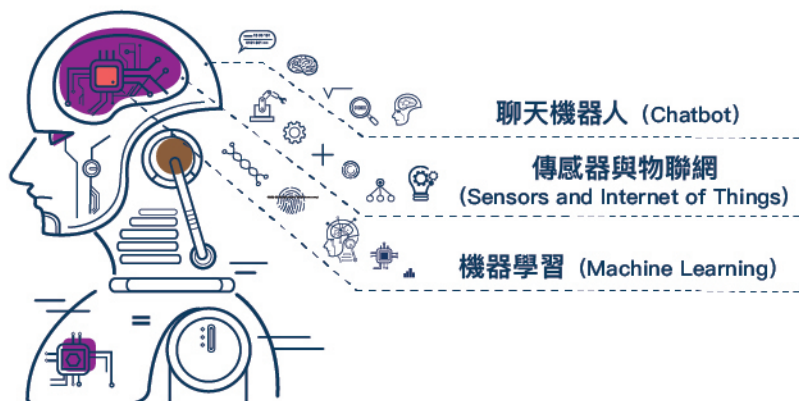 聊天機器人（Chatbot）
傳感器與物聯網
（Sensors and Internet of Things）
機器學習（Machine Learning）